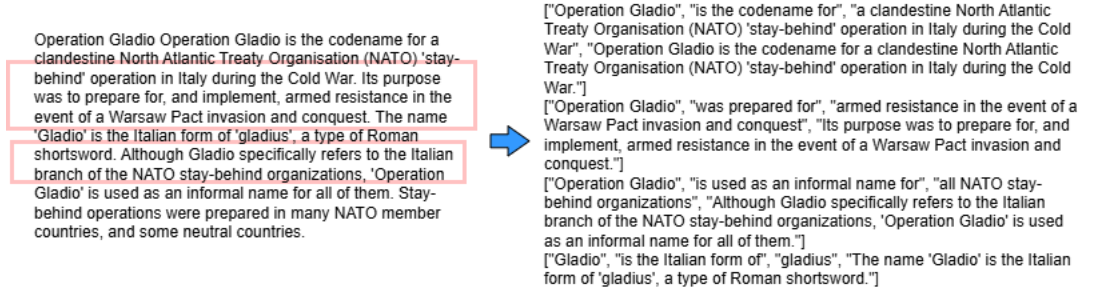 Operation Gladio Operation Gladio is the codename for a
clandestine North Atlantic Treaty Organisation (NATO) 'stay-
behind' operation in Italy during the Cold War. Its purpose
was to prepare for, and implement, armed resistance in the
event of a Warsaw Pact invasion and conquest. The name
'Gladio' is the Italian form of 'gladius', a type of Roman
shortsword. Although Gladio specifically refers to the Italian
branch of the NATO stay-behind organizations, 'Operation
Gladio' is used as an informal name for all of them. Stay-
behind operations were prepared in many NATO member
countries, and some neutral countries.
["Operation Gladio", "is the codename for", "a clandestine North Atlantic
Treaty Organisation (NATO) 'stay-behind' operation in Italy during the Cold
War", "Operation Gladio is the codename for a clandestine North Atlantic
Treaty Organisation (NATO) 'stay-behind' operation in Italy during the Cold
War."]
["Operation Gladio", "was prepared for", "armed resistance in the event of a
Warsaw Pact invasion and conquest", "Its purpose was to prepare for, and
implement, armed resistance in the event of a Warsaw Pact invasion and
conquest."]
["Operation Gladio", "is used as an informal name for", "all NATO stay-
behind organizations", "Although Gladio specifically refers to the Italian
branch of the NATO stay-behind organizations, 'Operation Gladio' is used
as an informal name for all of them."]
["Gladio", "is the Italian form of", "gladius", "The name 'Gladio' is the Italian
form of 'gladius', a type of Roman shortsword."]